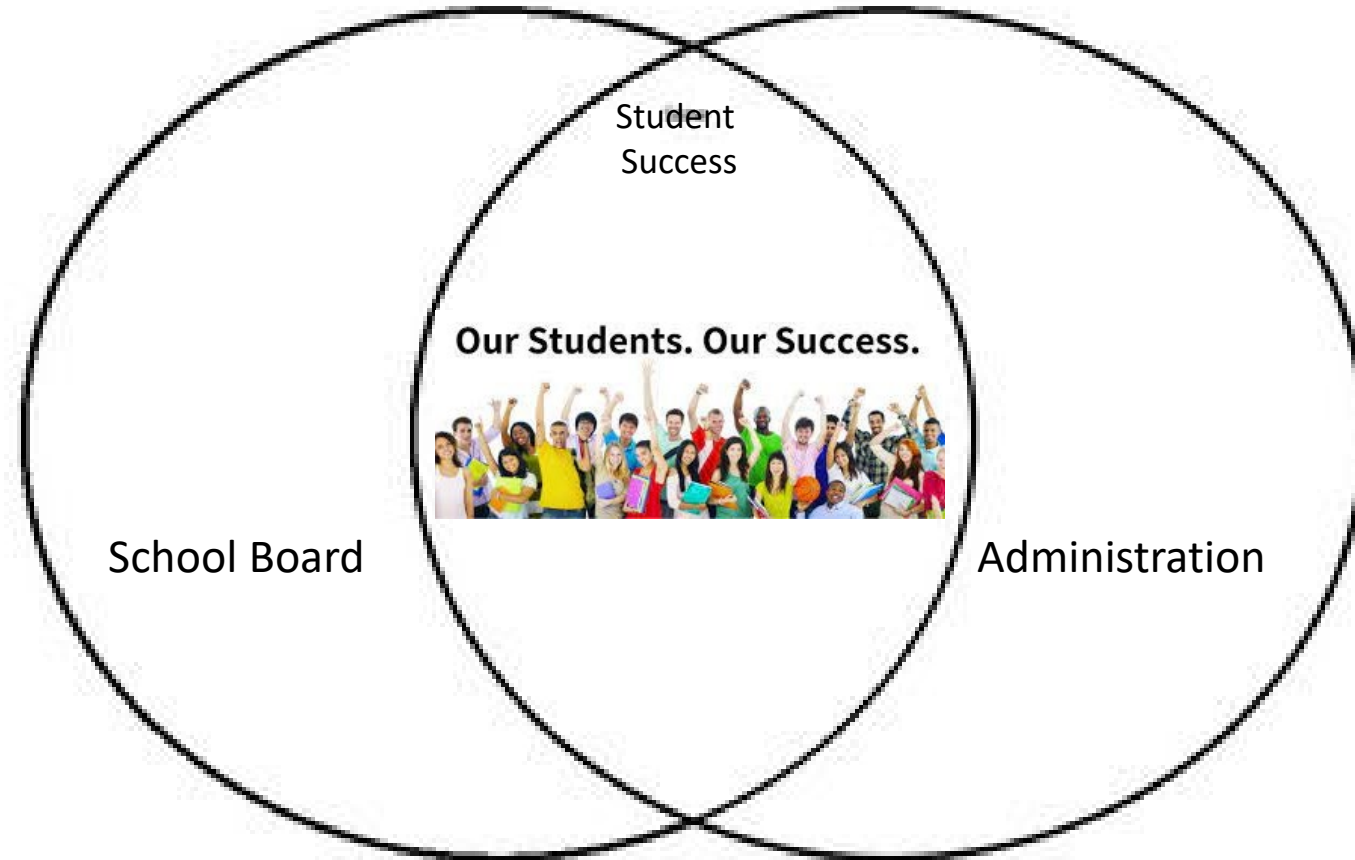 Student
Success
Our Students. Our Success.
School Board
Administration